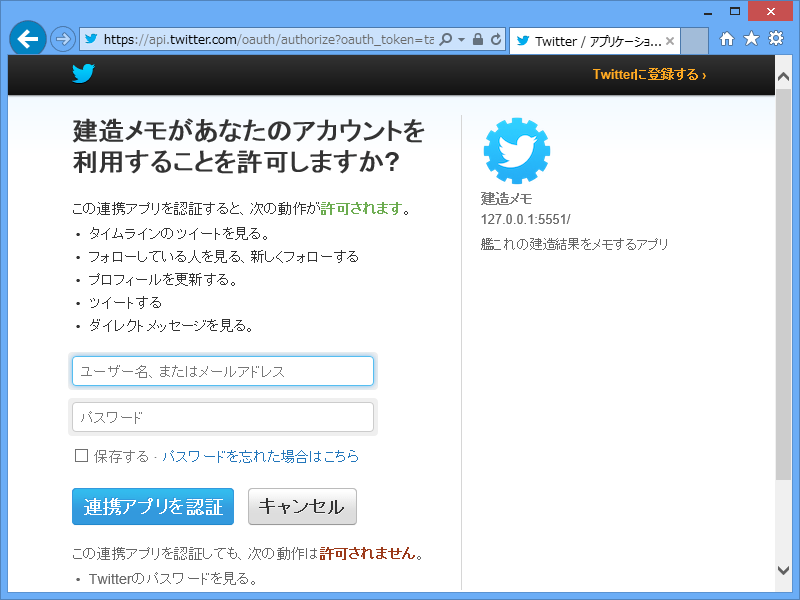 https://api.twitter.com/oauth/authorize?oauth_token=ta
Twitter / アプリケーショ...
Twitterに登録する ›
建造メモがあなたのアカウントを
利用することを許可しますか?
この連携アプリを認証すると、次の動作が許可されます。
• タイムラインのツイートを見る。
• フォローしている人を見る、新しくフォローする
• プロフィールを更新する。
• ツイートする
• ダイレクトメッセージを見る。
ユーザー名、またはメールアドレス
パスワード
保存する · パスワードを忘れた場合はこちら
連携アプリを認証 キャンセル
この連携アプリを認証しても、次の動作は許可されません。
• Twitterのパスワードを見る。
建造メモ
127.0.0.1:5551/
艦これの建造結果をメモするアプリ